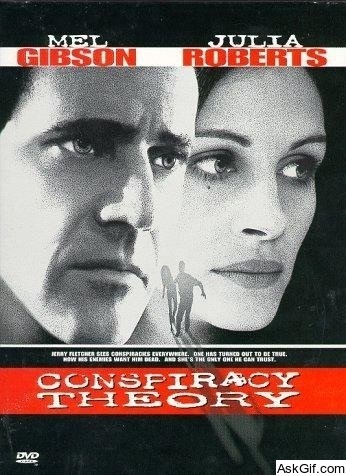 MEL GIBSON
JULIA ROBERTS
JERRY FLETCHER SEES CONSPIRACIES EVERYWHERE. ONE HAS TURNED OUT TO BE TRUE.
NOW HIS ENEMIES WANT HIM DEAD. AND SHE'S THE ONLY ONE HE CAN TRUST.
CONSPIRACY
THEORY
DVD
VIDEO
AskGif.com